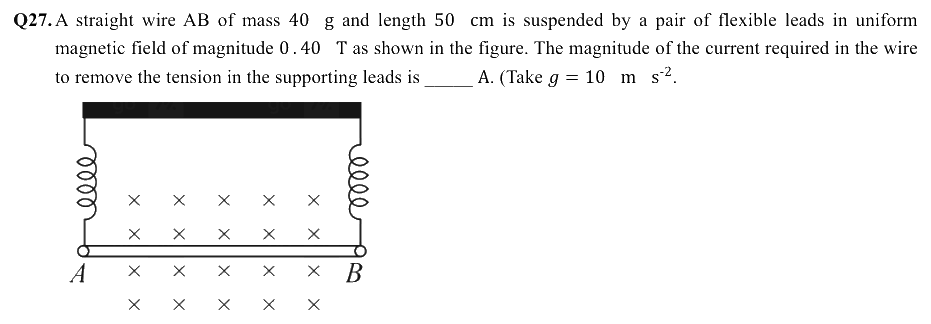 Q27. A straight wire AB of mass 40 g and length 50 cm is suspended by a pair of flexible leads in uniform
magnetic field of magnitude 0.40 T as shown in the figure. The magnitude of the current required in the wire
to remove the tension in the supporting leads is _____ A. (Take g = 10 m s⁻².
× × × × ×
× × × × ×
A × × × × × B
× × × × ×